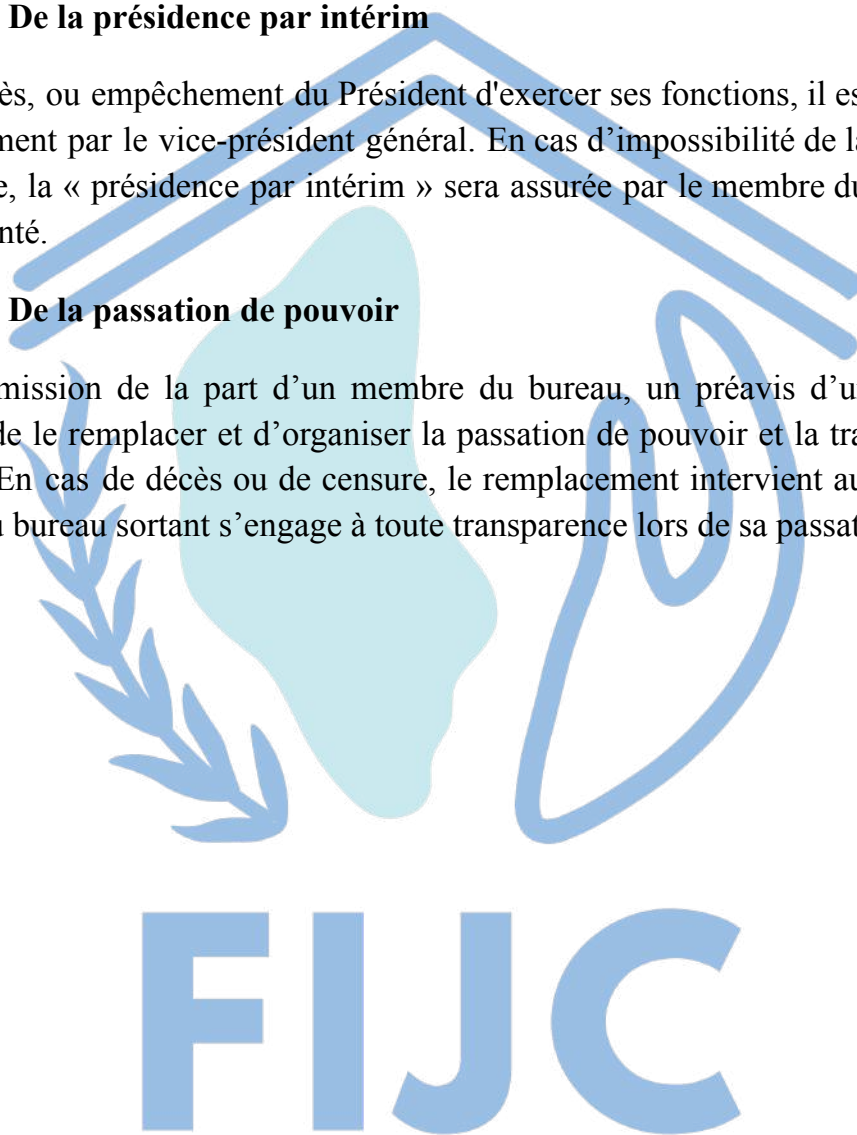 De la présidence par intérim
ès, ou empêchement du Président d'exercer ses fonctions, il es
ment par le vice-président général. En cas d’impossibilité de la
e, la « présidence par intérim » sera assurée par le membre du
nté.
De la passation de pouvoir
mission de la part d’un membre du bureau, un préavis d’u
de le remplacer et d’organiser la passation de pouvoir et la tra
En cas de décès ou de censure, le remplacement intervient au
u bureau sortant s’engage à toute transparence lors de sa passat
FIJC